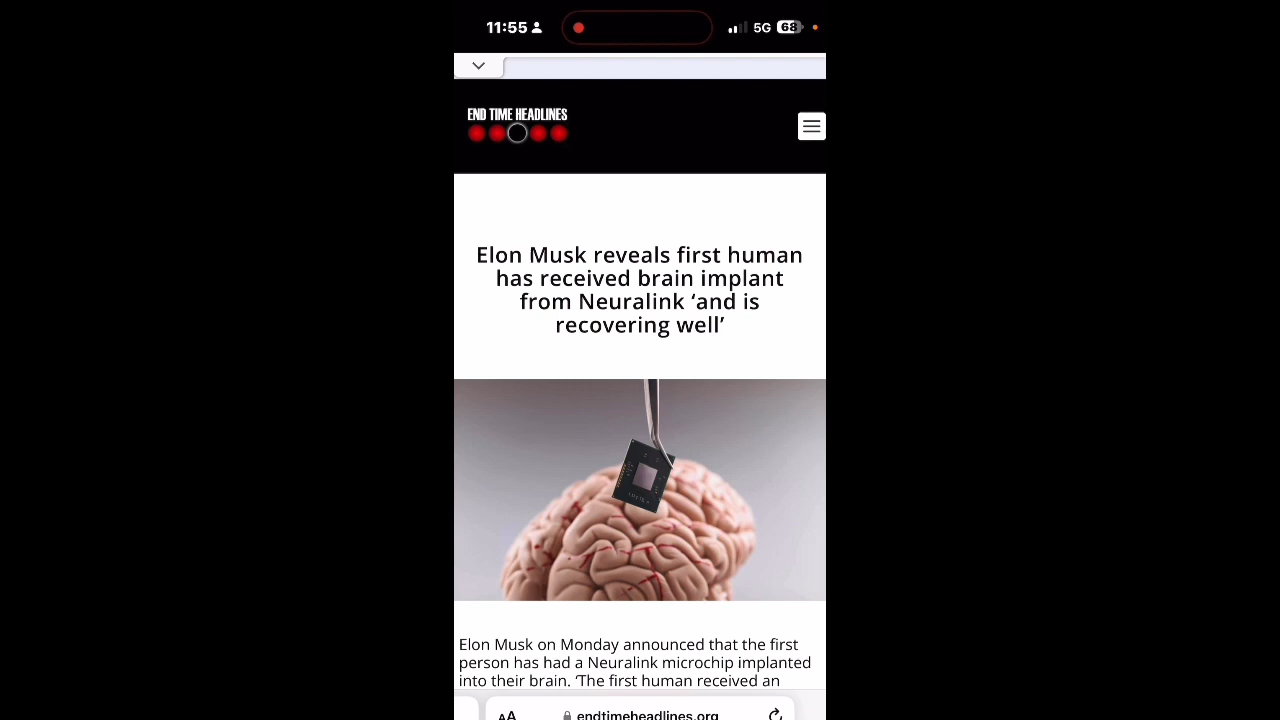 11:55
5G
68
END TIME HEADLINES
Elon Musk reveals first human
has received brain implant
from Neuralink ‘and is
recovering well’
Elon Musk on Monday announced that the first
person has had a Neuralink microchip implanted
into their brain. ‘The first human received an
AA
endtimeheadlines.org